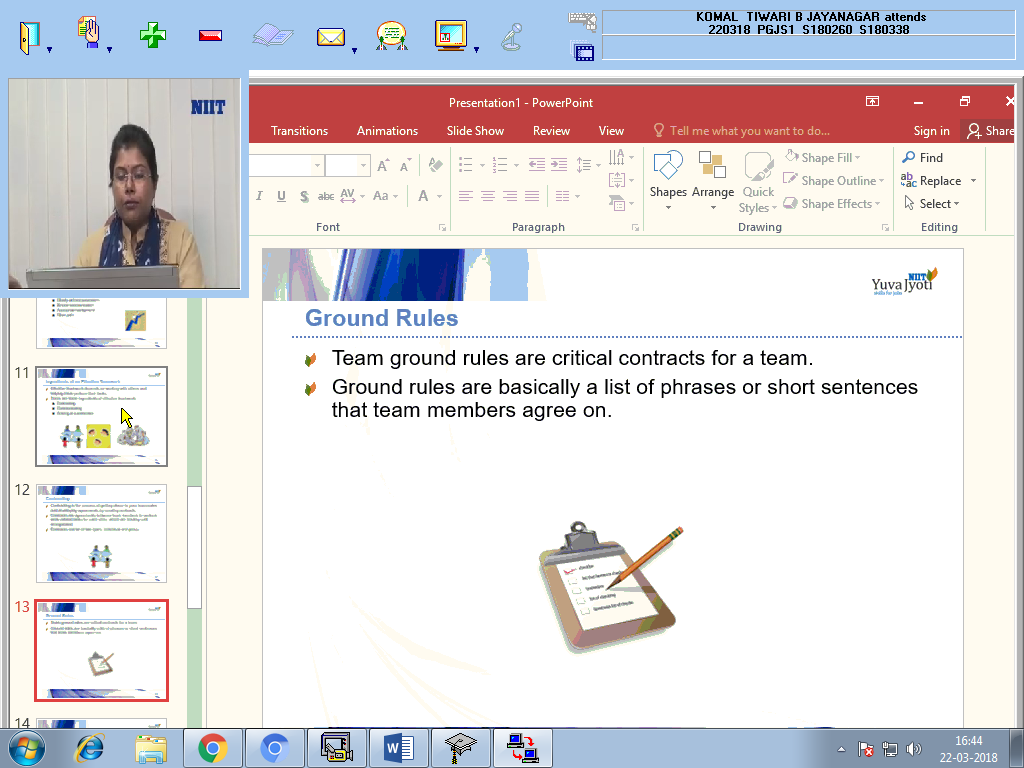 KOMAL TIWARI B JAYANAGAR attends
220318 PGJS1 S180260 S180338
NIIT
Presentation1 - PowerPoint
Transitions Animations Slide Show Review View Tell me what you want to do... Sign in Share
Shapes Arrange Quick Styles
Shape Fill
Shape Outline
Shape Effects
Find
Replace
Select
Font Paragraph Drawing Editing
NIIT
Yuva Jyoti
skills for jobs
Ground Rules
Team ground rules are critical contracts for a team.
Ground rules are basically a list of phrases or short sentences
that team members agree on.
11
12
Contracting
13
Ground Rules
14
16:44
22-03-2018